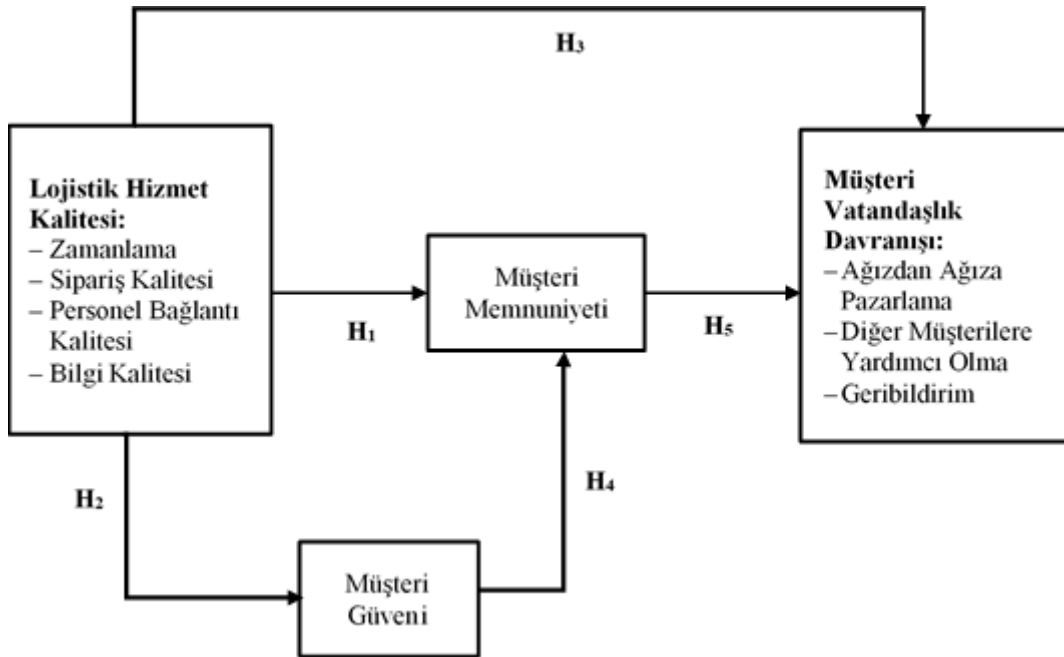 H₃
Lojistik Hizmet
Kalitesi:
– Zamanlama
– Sipariş Kalitesi
– Personel Bağlantı
Kalitesi
– Bilgi Kalitesi
H₁
Müşteri
Memnuniyeti
H₅
Müşteri
Vatandaşlık
Davranışı:
– Ağızdan Ağıza
Pazarlama
– Diğer Müşterilere
Yardımcı Olma
– Geribildirim
H₂
H₄
Müşteri
Güveni